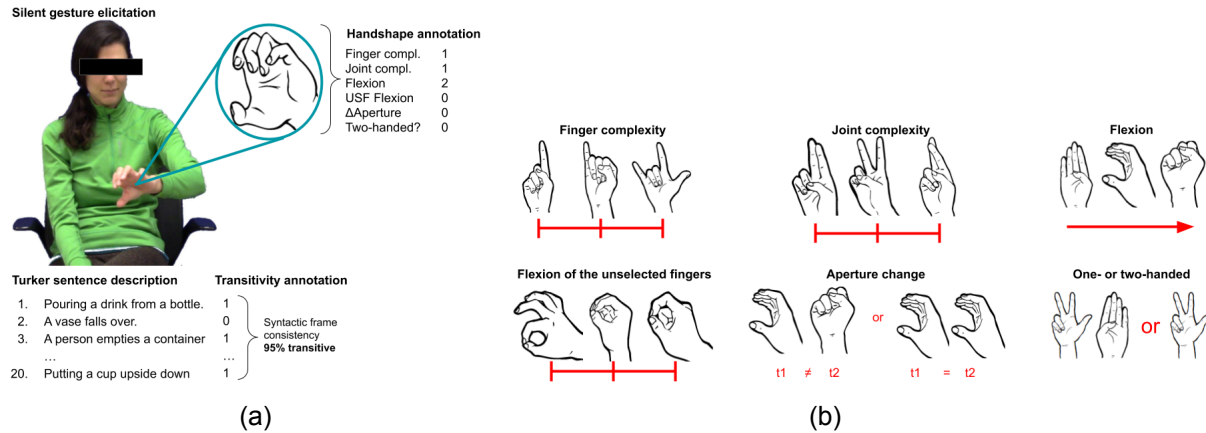 Silent gesture elicitation
Handshape annotation
Finger compl. 1
Joint compl. 1
Flexion 2
USF Flexion 0
ΔAperture 0
Two-handed? 0
Turker sentence description
1. Pouring a drink from a bottle.
2. A vase falls over.
3. A person empties a container
...
20. Putting a cup upside down
Transitivity annotation
1
0
1
...
1
Syntactic frame
consistency
95% transitive
(a)
Finger complexity
Joint complexity
Flexion
Flexion of the unselected fingers
Aperture change
One- or two-handed
or
or
t1 ≠ t2
t1 = t2
(b)